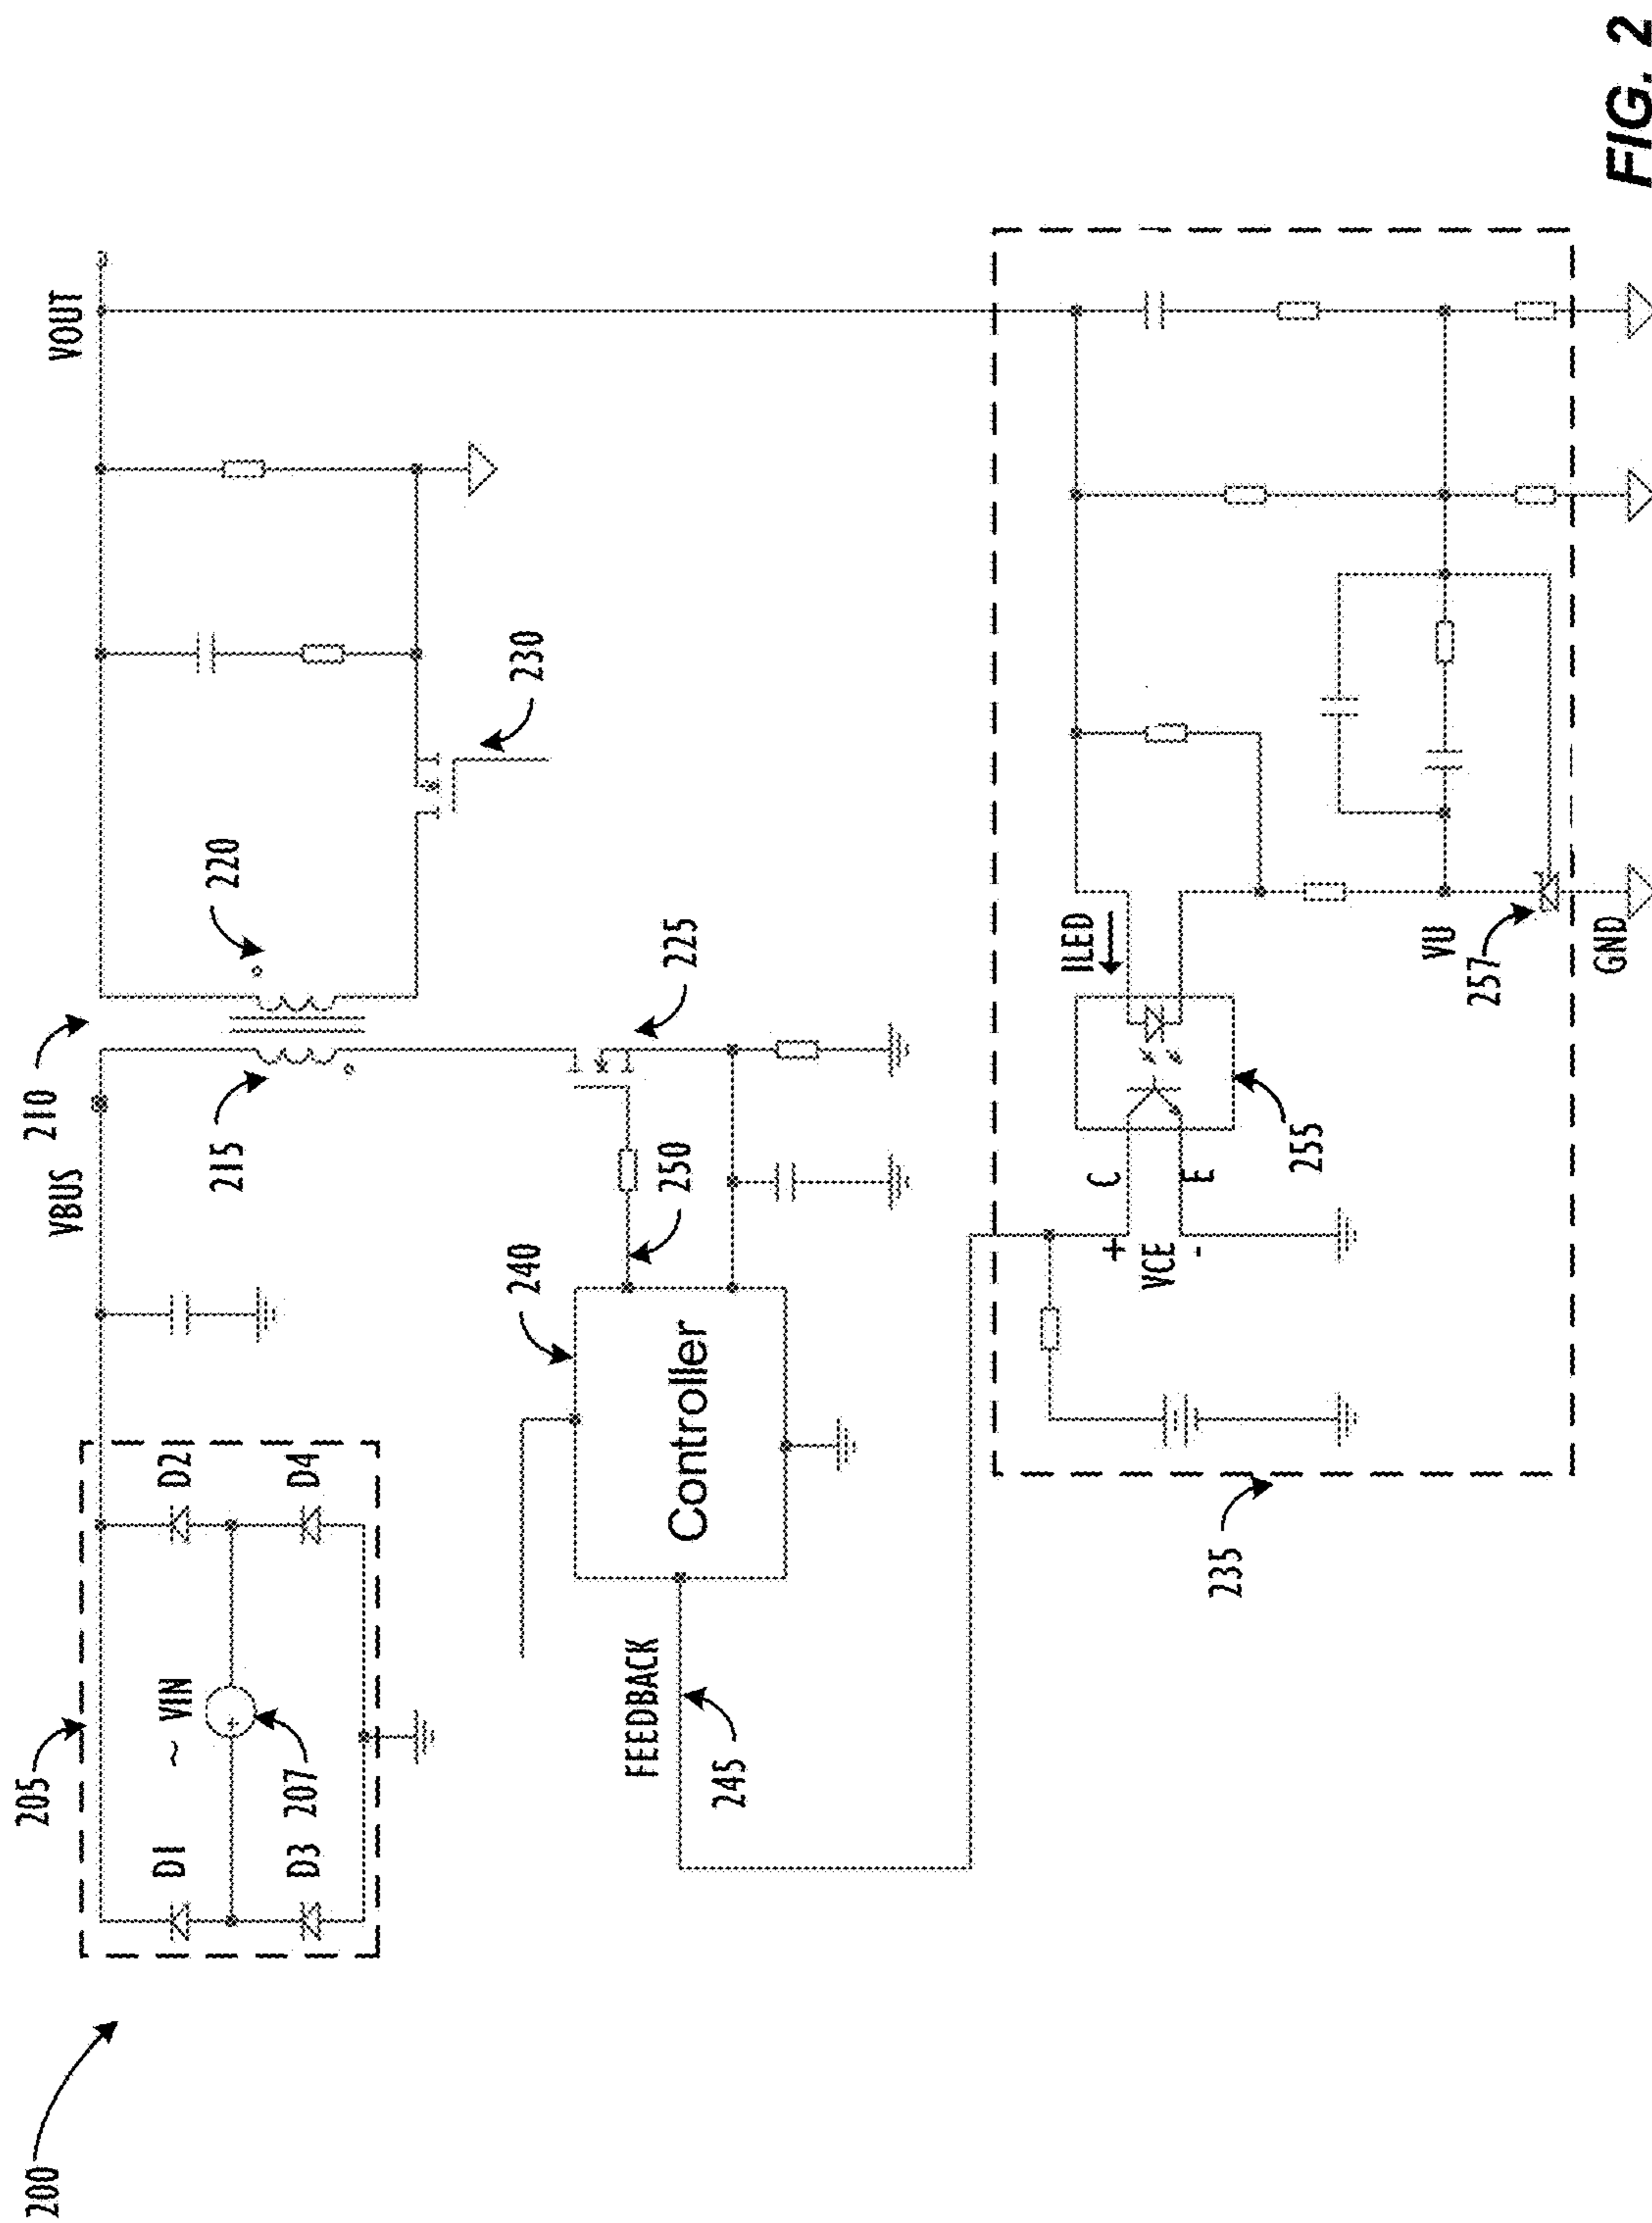 200
205
D1
D2
~ VIN
207
D3
D4
VBUS
210
215
220
VOUT
230
225
240
250
Controller
FEEDBACK
245
235
C
+
VCE
-
E
255
ILED
VU
257
GND
FIG. 2